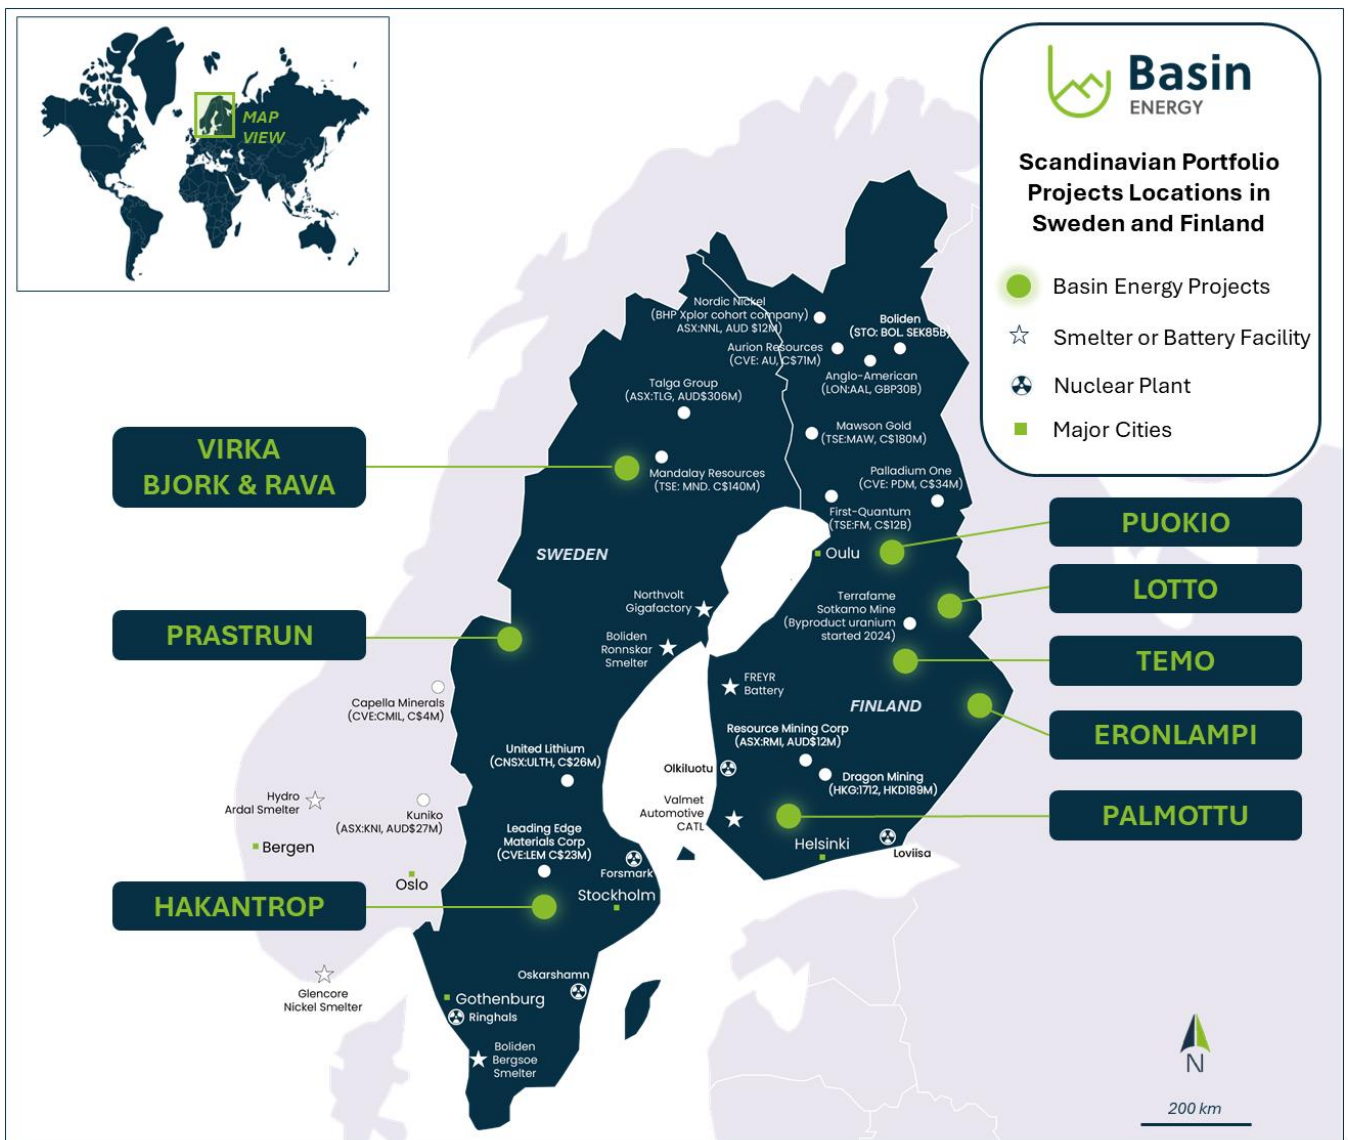 MAP
VIEW
Basin
ENERGY
Scandinavian Portfolio
Projects Locations in
Sweden and Finland
Basin Energy Projects
Smelter or Battery Facility
Nuclear Plant
Major Cities
Nordic Nickel
(BHP Xplor cohort company)
ASX:NNL, AUD $12M)
Boliden
(STO: BOL. SEK85B)
Aurion Resources
(CVE: AU, C$71M)
Anglo-American
(LON:AAL, GBP30B)
Talga Group
(ASX:TLG, AUD$306M)
Mawson Gold
(TSE:MAW, C$180M)
VIRKA
BJORK & RAVA
Mandalay Resources
(TSE: MND. C$140M)
Palladium One
(CVE: PDM, C$34M)
First-Quantum
(TSE:FM, C$12B)
PUOKIO
SWEDEN
Oulu
LOTTO
Northvolt
Gigafactory
Terrafame
Sotkamo Mine
(Byproduct uranium
started 2024)
PRASTRUN
Boliden
Ronnskar
Smelter
TEMO
FREYR
Battery
Capella Minerals
(CVE:CMIL, C$4M)
FINLAND
ERONLAMPI
Resource Mining Corp
(ASX:RMI, AUD$12M)
United Lithium
(CNSX:ULTH, C$26M)
Olkiluotu
Dragon Mining
(HKG:1712, HKD189M)
Hydro
Ardal Smelter
Kuniko
(ASX:KNI, AUD$27M)
Valmet
Automotive
CATL
PALMOTTU
Leading Edge
Materials Corp
(CVE:LEM C$23M)
Bergen
Helsinki
Loviisa
Forsmark
Oslo
Stockholm
HAKANTROP
Oskarshamn
Glencore
Nickel Smelter
Gothenburg
Ringhals
Boliden
Bergsoe
Smelter
N
200 km